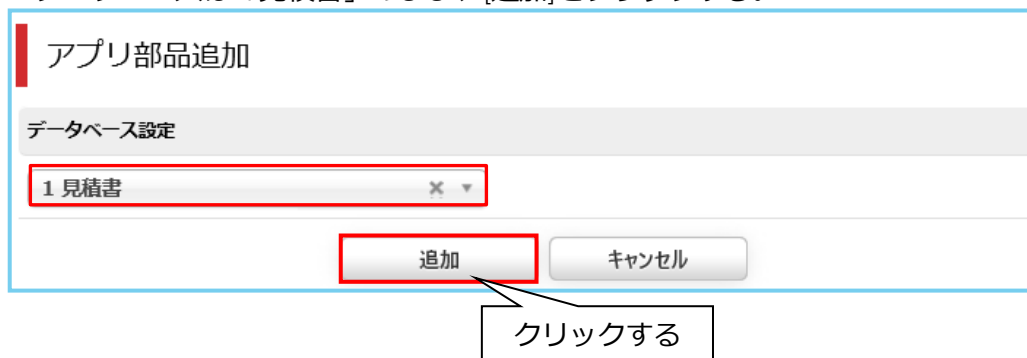 アプリ部品追加
データベース設定
1 見積書
追加 キャンセル
クリックする